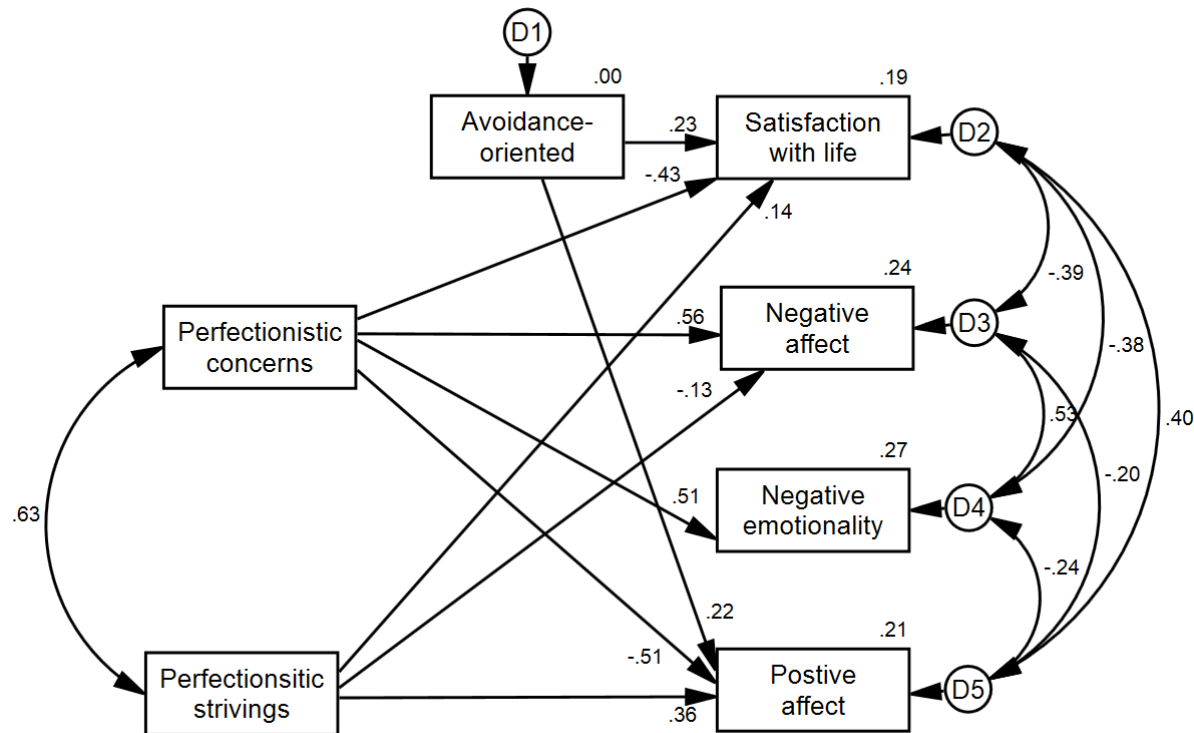 D1
.00
.19
Avoidance-
oriented
.23
Satisfaction
with life
D2
-.43
.14
.24
-.39
Perfectionistic
concerns
.56
Negative
affect
D3
-.38
-.13
.53
.40
.27
-.20
.63
.51
Negative
emotionality
D4
-.24
.22
.21
-.51
Perfectionsitic
strivings
.36
Postive
affect
D5